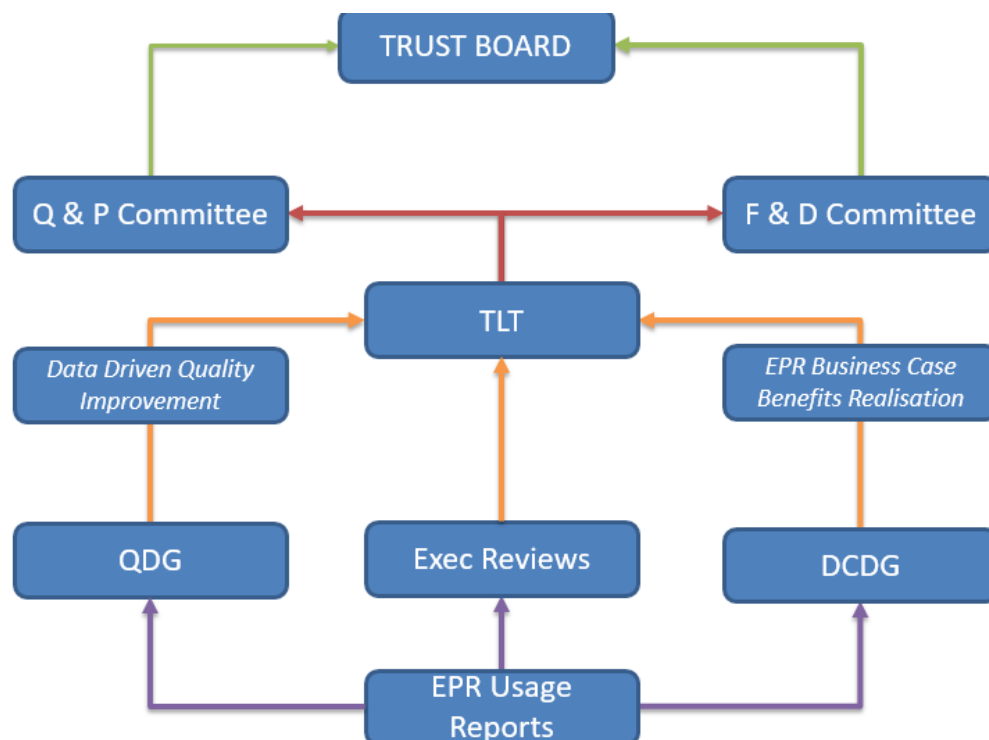 TRUST BOARD
Q & P Committee
F & D Committee
TLT
Data Driven Quality
Improvement
EPR Business Case
Benefits Realisation
QDG
Exec Reviews
DCDG
EPR Usage
Reports